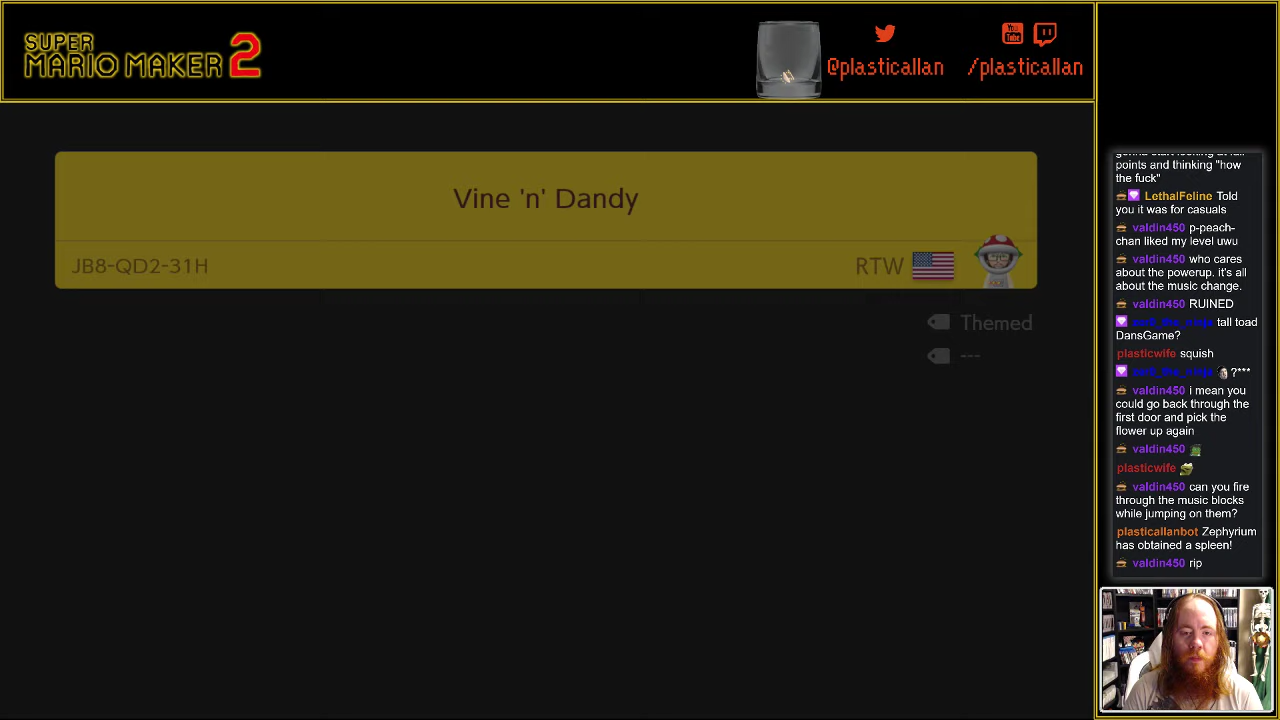 SUPER
MARIO MAKER 2
@plasticallan
You
Tube
/plasticallan
Vine 'n' Dandy
JB8-QD2-31H
RTW
Themed
---
points and thinking "how
the fuck"
LethalFeline Told
you it was for casuals
valdin450 p-peach-
chan liked my level uwu
valdin450 who cares
about the powerup. it's all
about the music change.
valdin450 RUINED
tall toad
DansGame?
plasticwife squish
?***
valdin450 i mean you
could go back through the
first door and pick the
flower up again
valdin450
plasticwife
valdin450 can you fire
through the music blocks
while jumping on them?
plasticallanbot Zephyrium
has obtained a spleen!
valdin450 rip